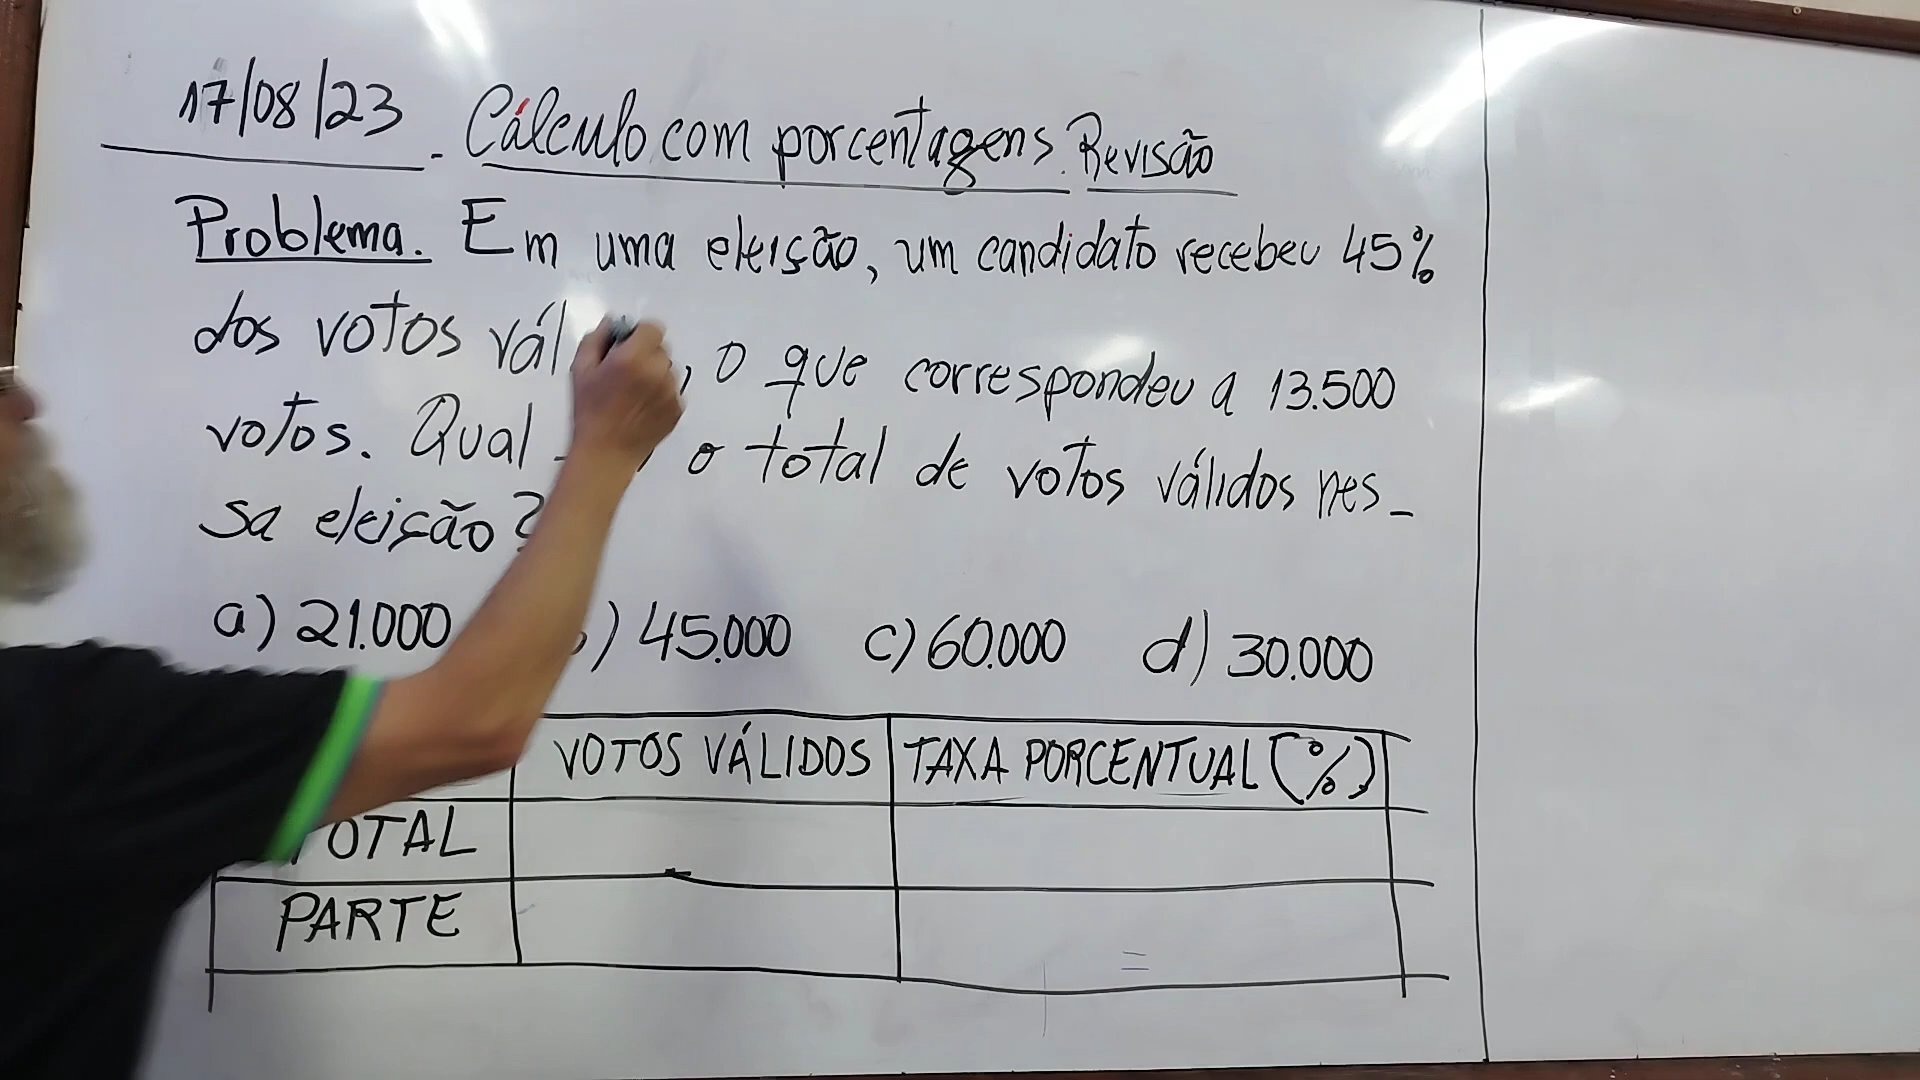 17/08/23 - Cálculo com porcentagens. Revisão
Problema. Em uma eleição, um candidato recebeu 45%
dos votos vál , o que correspondeu a 13.500
votos. Qual o total de votos válidos nes-
sa eleição?
a) 21.000 ) 45.000 c) 60.000 d) 30.000
VOTOS VÁLIDOS TAXA PORCENTUAL (%)
TOTAL
PARTE
=